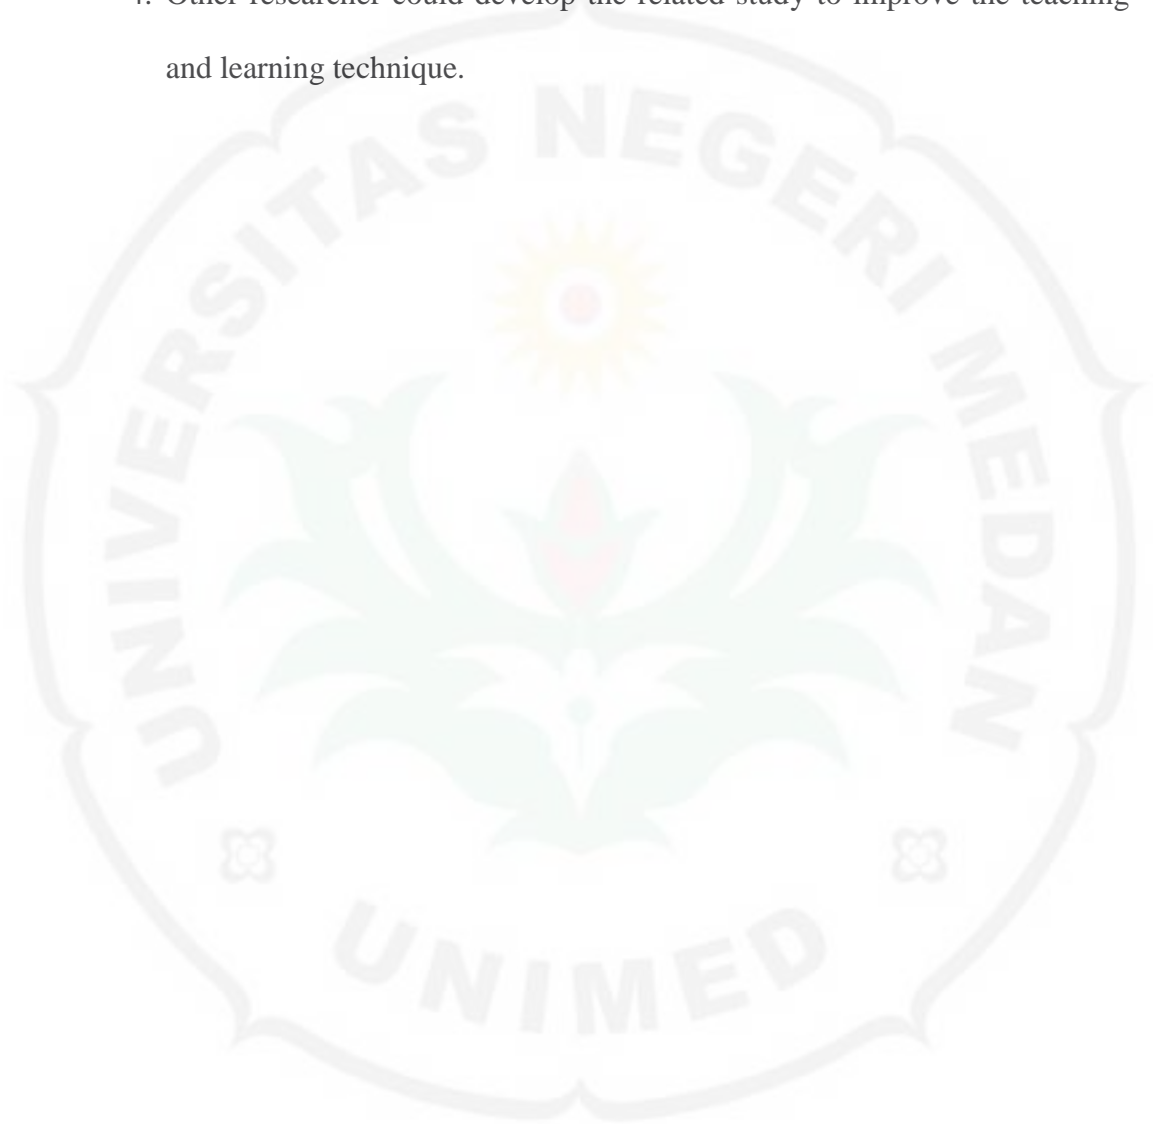 4. Other researcher could develop the related study to improve the teaching
and learning technique.
UNIVERSITAS NEGERI MEDAN
UNIMED